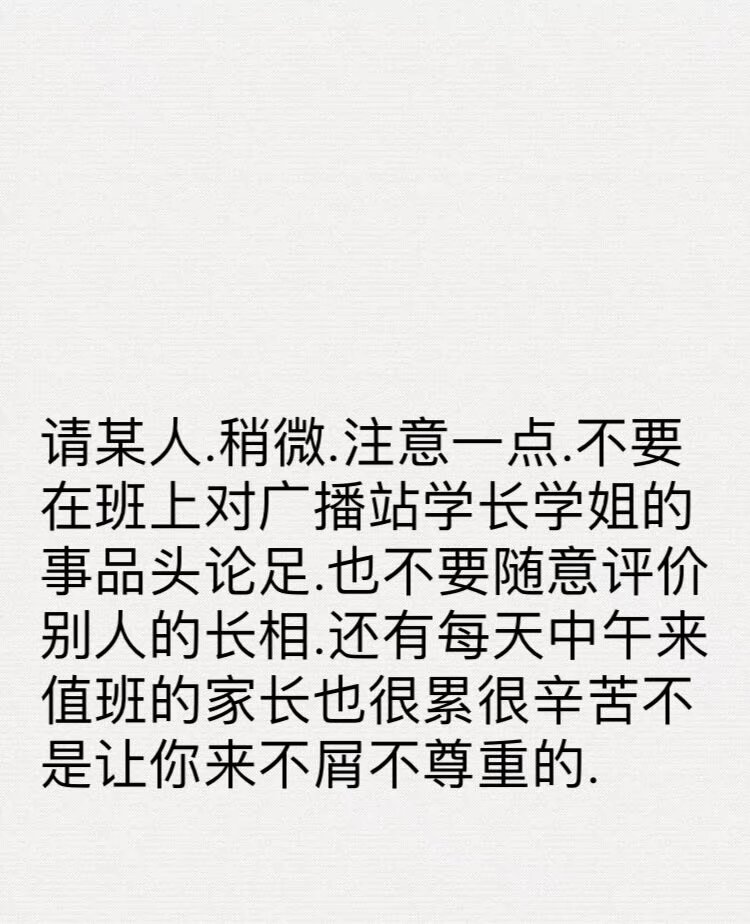 请某人.稍微.注意一点.不要
在班上对广播站学长学姐的
事品头论足.也不要随意评价
别人的长相.还有每天中午来
值班的家长也很累很辛苦不
是让你来不屑不尊重的.